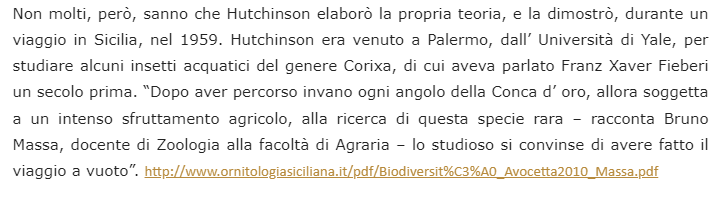 Non molti, però, sanno che Hutchinson elaborò la propria teoria, e la dimostrò, durante un
viaggio in Sicilia, nel 1959. Hutchinson era venuto a Palermo, dall’ Università di Yale, per
studiare alcuni insetti acquatici del genere Corixa, di cui aveva parlato Franz Xaver Fieberi
un secolo prima. “Dopo aver percorso invano ogni angolo della Conca d’ oro, allora soggetta
a un intenso sfruttamento agricolo, alla ricerca di questa specie rara – racconta Bruno
Massa, docente di Zoologia alla facoltà di Agraria – lo studioso si convinse di avere fatto il
viaggio a vuoto”. http://www.ornitologiasiciliana.it/pdf/Biodiversit%C3%A0_Avocetta2010_Massa.pdf